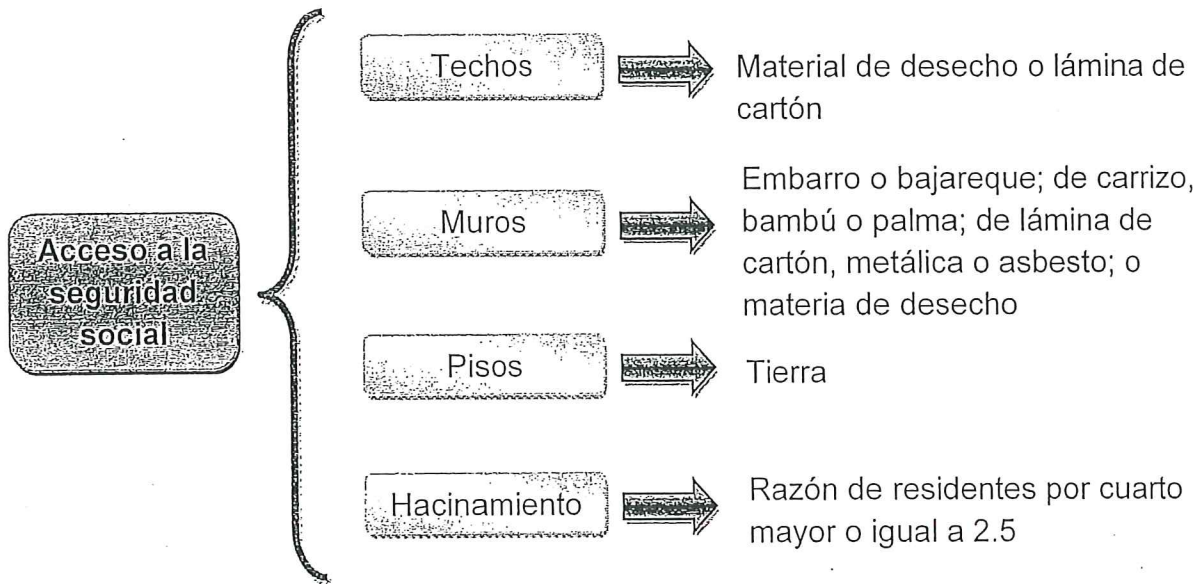 Acceso a la
seguridad
social
Techos
Material de desecho o lámina de
cartón
Muros
Embarro o bajareque; de carrizo,
bambú o palma; de lámina de
cartón, metálica o asbesto; o
materia de desecho
Pisos
Tierra
Hacinamiento
Razón de residentes por cuarto
mayor o igual a 2.5